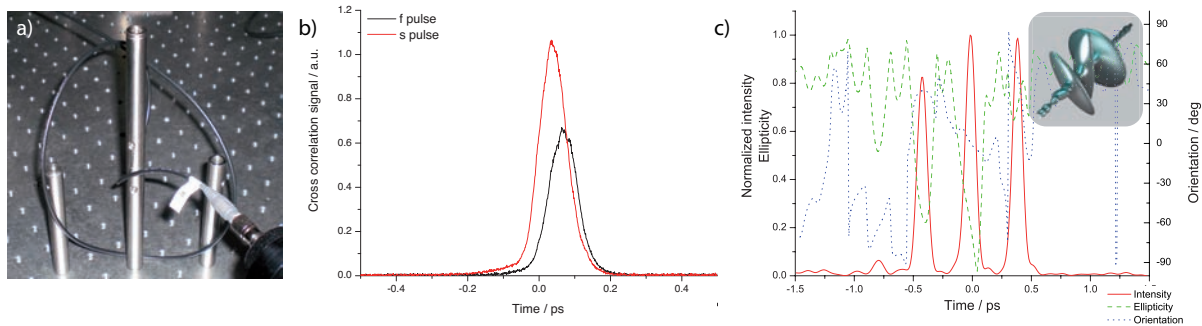 a)
b)
Cross correlation signal / a.u.
1.2
1.0
0.8
0.6
0.4
0.2
0.0
-0.4
-0.2
0.0
0.2
0.4
Time / ps
f pulse
s pulse
c)
Normalized intensity
Ellipticity
1.0
0.8
0.6
0.4
0.2
0.0
-1.5
-1.0
-0.5
0.0
0.5
1.0
Time / ps
90
60
30
0
-30
-60
-90
Orientation / deg
Intensity
Ellipticity
Orientation